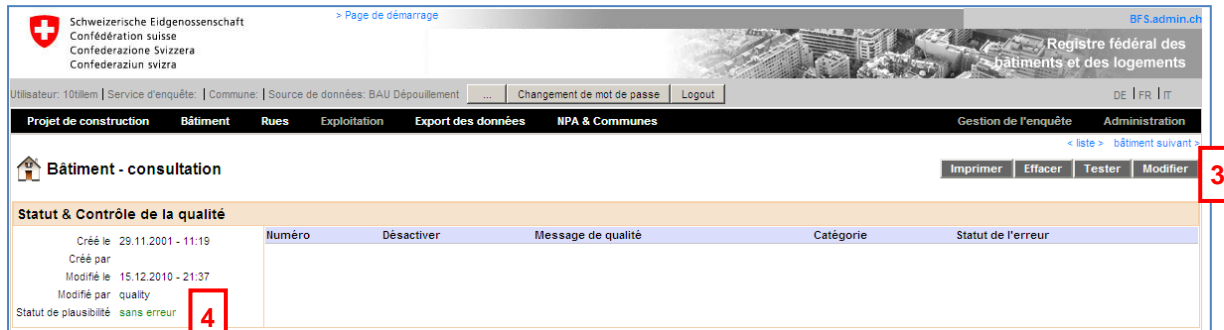 > Page de démarrage
BFS.admin.ch
Schweizerische Eidgenossenschaft
Confédération suisse
Confederazione Svizzera
Confederaziun svizra
Registre fédéral des
bâtiments et des logements
Utilisateur: 10tillem | Service d'enquête: | Commune: | Source de données: BAU Dépouillement ... Changement de mot de passe Logout DE | FR | IT
Projet de construction Bâtiment Rues Exploitation Export des données NPA & Communes Gestion de l'enquête Administration
< liste > bâtiment suivant >
Bâtiment - consultation Imprimer Effacer Tester Modifier 3
Statut & Contrôle de la qualité
Numéro Désactiver Message de qualité Catégorie Statut de l'erreur
Créé le 29.11.2001 - 11:19
Créé par
Modifié le 15.12.2010 - 21:37
Modifié par quality
Statut de plausibilité sans erreur 4